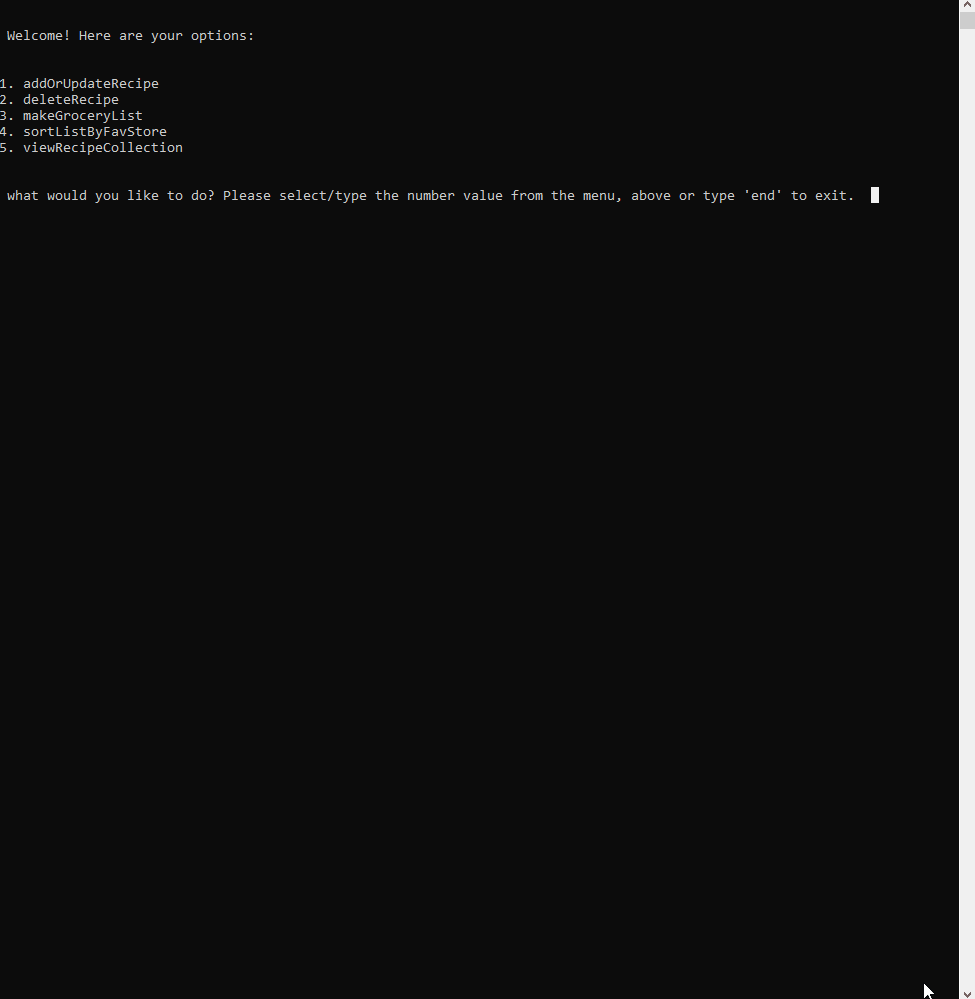 Welcome! Here are your options:
1. addOrUpdateRecipe
2. deleteRecipe
3. makeGroceryList
4. sortListByFavStore
5. viewRecipeCollection
what would you like to do? Please select/type the number value from the menu, above or type 'end' to exit.